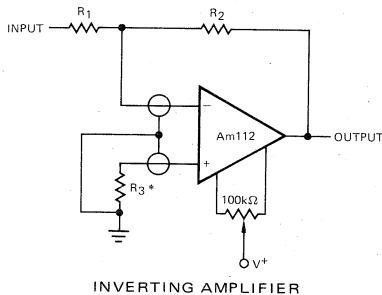 R1
R2
INPUT
−
Am112
OUTPUT
+
R3*
100kΩ
V+
INVERTING AMPLIFIER